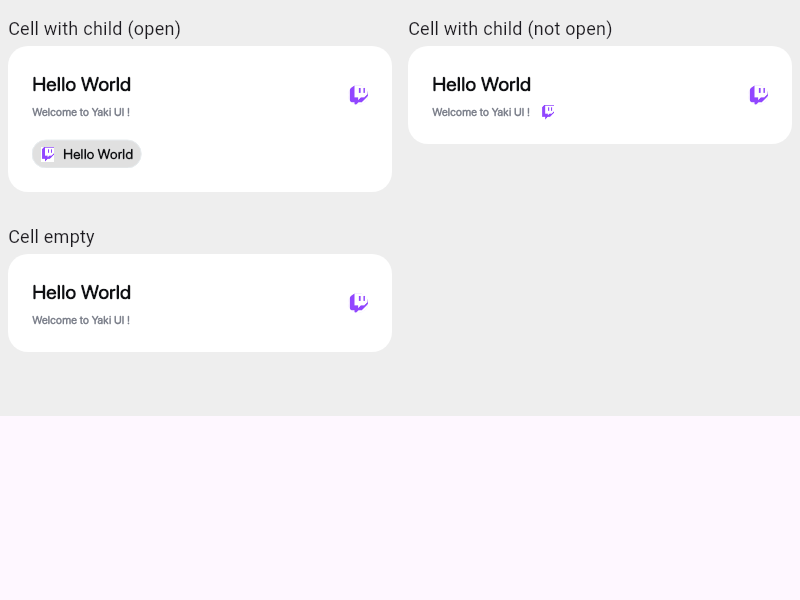 Cell with child (open)
Hello World
Welcome to Yaki UI !
Hello World
Cell with child (not open)
Hello World
Welcome to Yaki UI !
Cell empty
Hello World
Welcome to Yaki UI !